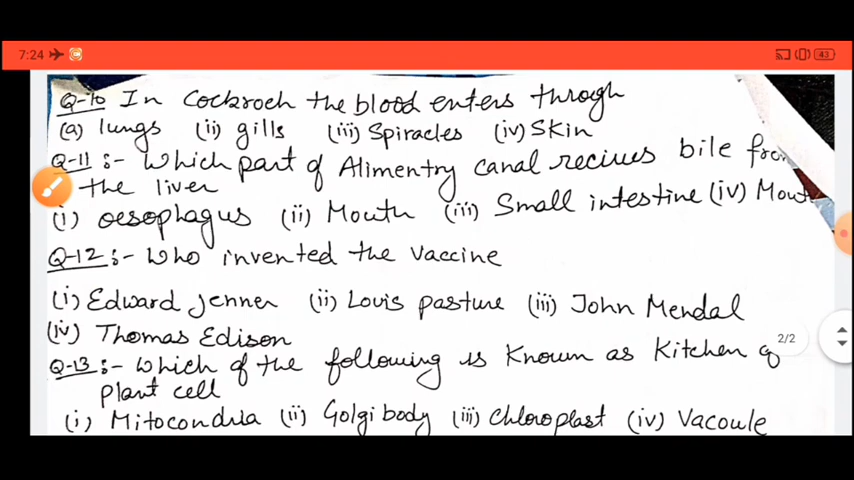 7:24
43
Q-10 In Cockroch the blood enters throgh
(a) lungs (ii) gills (iii) Spiracles (iv) Skin
Q-11 :- Which part of Alimentry canal recives bile from
the liver
(i) oesophagus (ii) Mouth (iii) Small intestine (iv) Mouth
Q-12 :- Who invented the vaccine
(i) Edward Jenner (ii) Louis pasture (iii) John Mendal
(iv) Thomas Edison
2/2
Q-13 :- Which of the following is Known as Kitchen of
plant cell
(i) Mitocondria (ii) Golgi body (iii) Chloroplast (iv) Vacoule